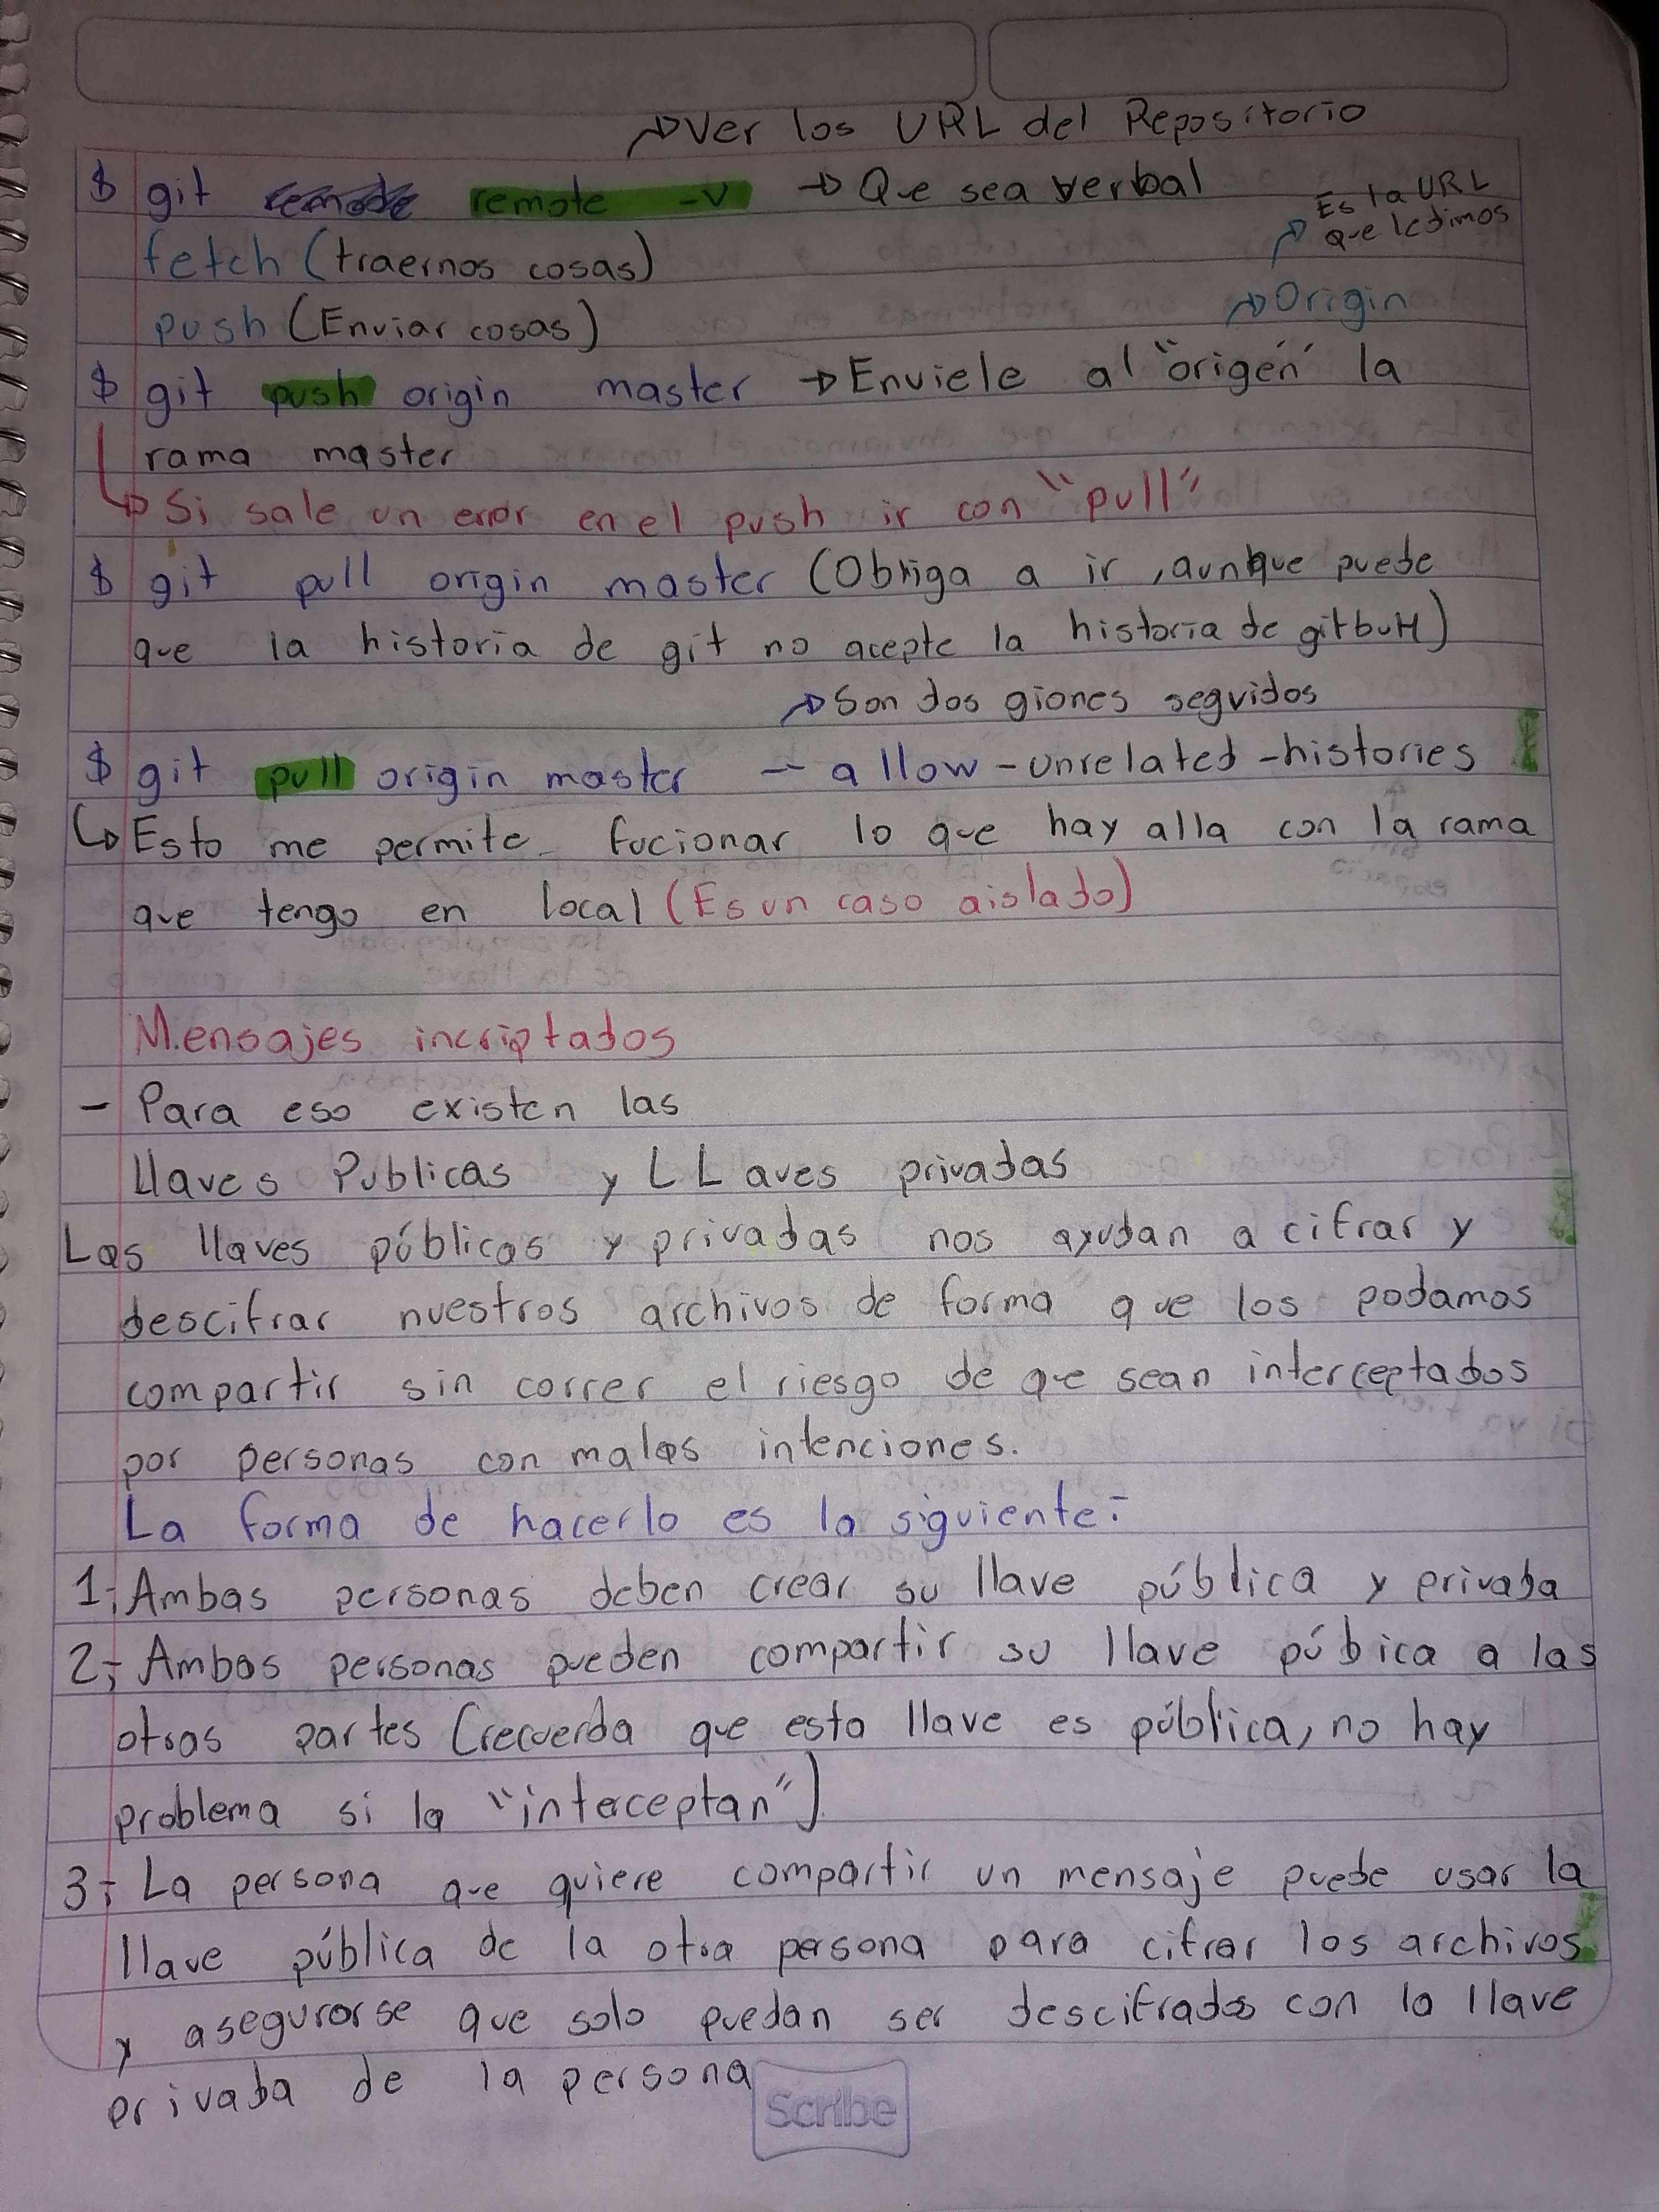 →Ver los URL del Repositorio
$ git remote -v → Que sea verbal
Es la URL
que ledimos
fetch (traernos cosas)
→Origin
push (Enviar cosas)
$ git push origin master →Enviele al "origen" la
rama master
↳ Si sale un error en el push ir con "pull"
$ git pull origin master (Obliga a ir, aunque puede
que la historia de git no acepte la historia de gitbuH)
→Son dos giones seguidos
$ git pull origin master -- allow-unrelated-histories
↳Esto me permite fucionar lo que hay alla con la rama
que tengo en local (Es un caso aislado)
Mensajes incriptados
- Para eso existen las
llaves Publicas y LLaves privadas
Las llaves públicas y privadas nos ayudan a cifrar y
descifrar nuestros archivos de forma que los podamos
compartir sin correr el riesgo de que sean interceptados
por personas con malas intenciones.
La forma de hacerlo es la siguiente:
1; Ambas personas deben crear su llave pública y privada
2; Ambas personas pueden compartir su llave púbica a las
otras partes (recuerda que esta llave es pública, no hay
problema si la "interceptan")
3; La persona que quiere compartir un mensaje puede usar la
llave pública de la otra persona para cifrar los archivos
y asegurarse que solo puedan ser descifrados con la llave
privada de la persona
Scribe